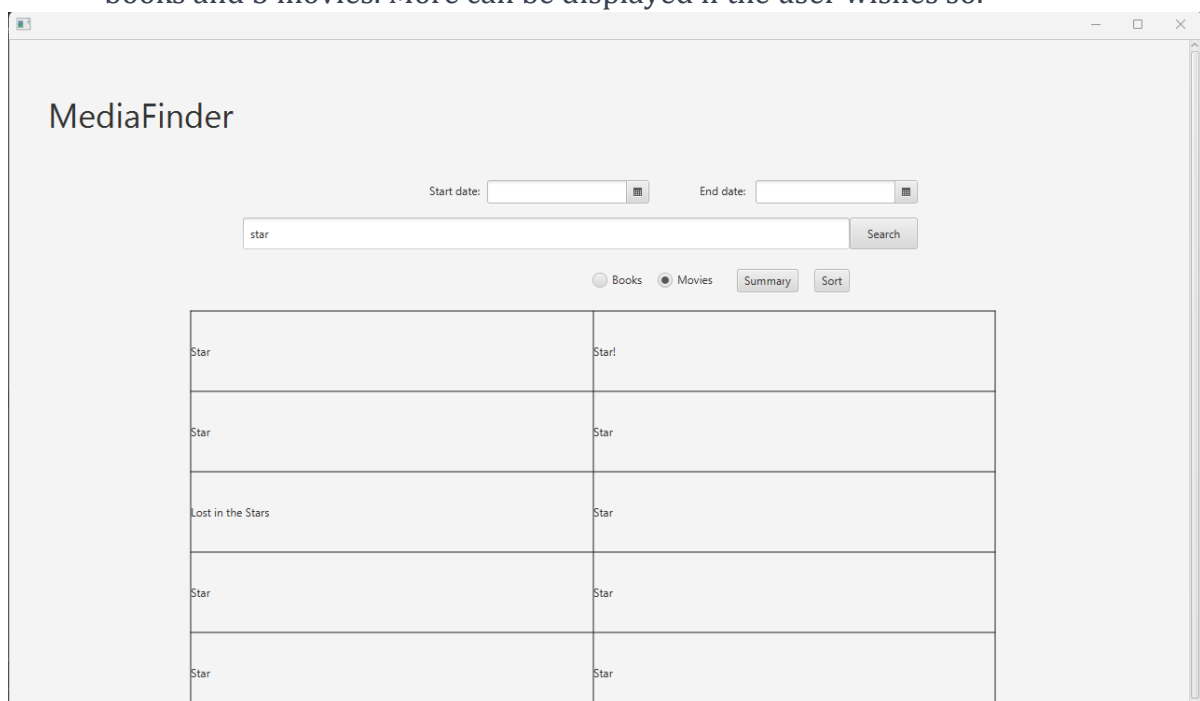 books and 5 movies. More can be displayed if the user wishes so.
MediaFinder
Start date: End date:
star Search
Books Movies Summary Sort
Star Star!
Star Star
Lost in the Stars Star
Star Star
Star Star